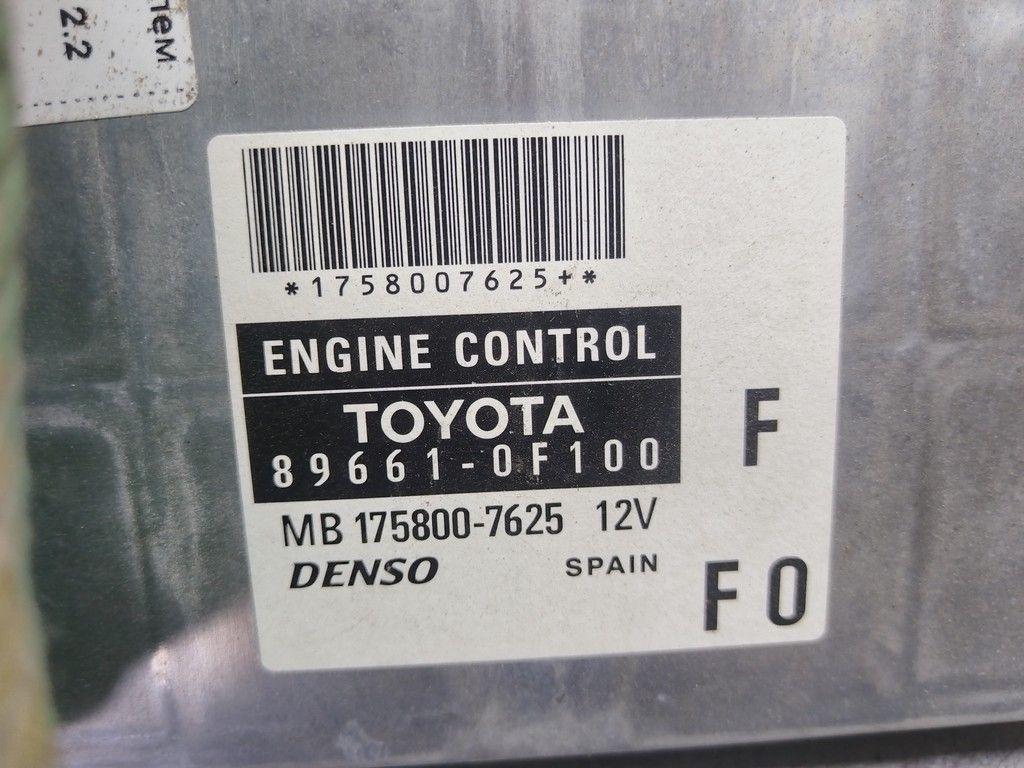 2.2
*1758007625+*
ENGINE CONTROL
TOYOTA
89661-0F100
MB 175800-7625 12V
DENSO SPAIN
F
F0